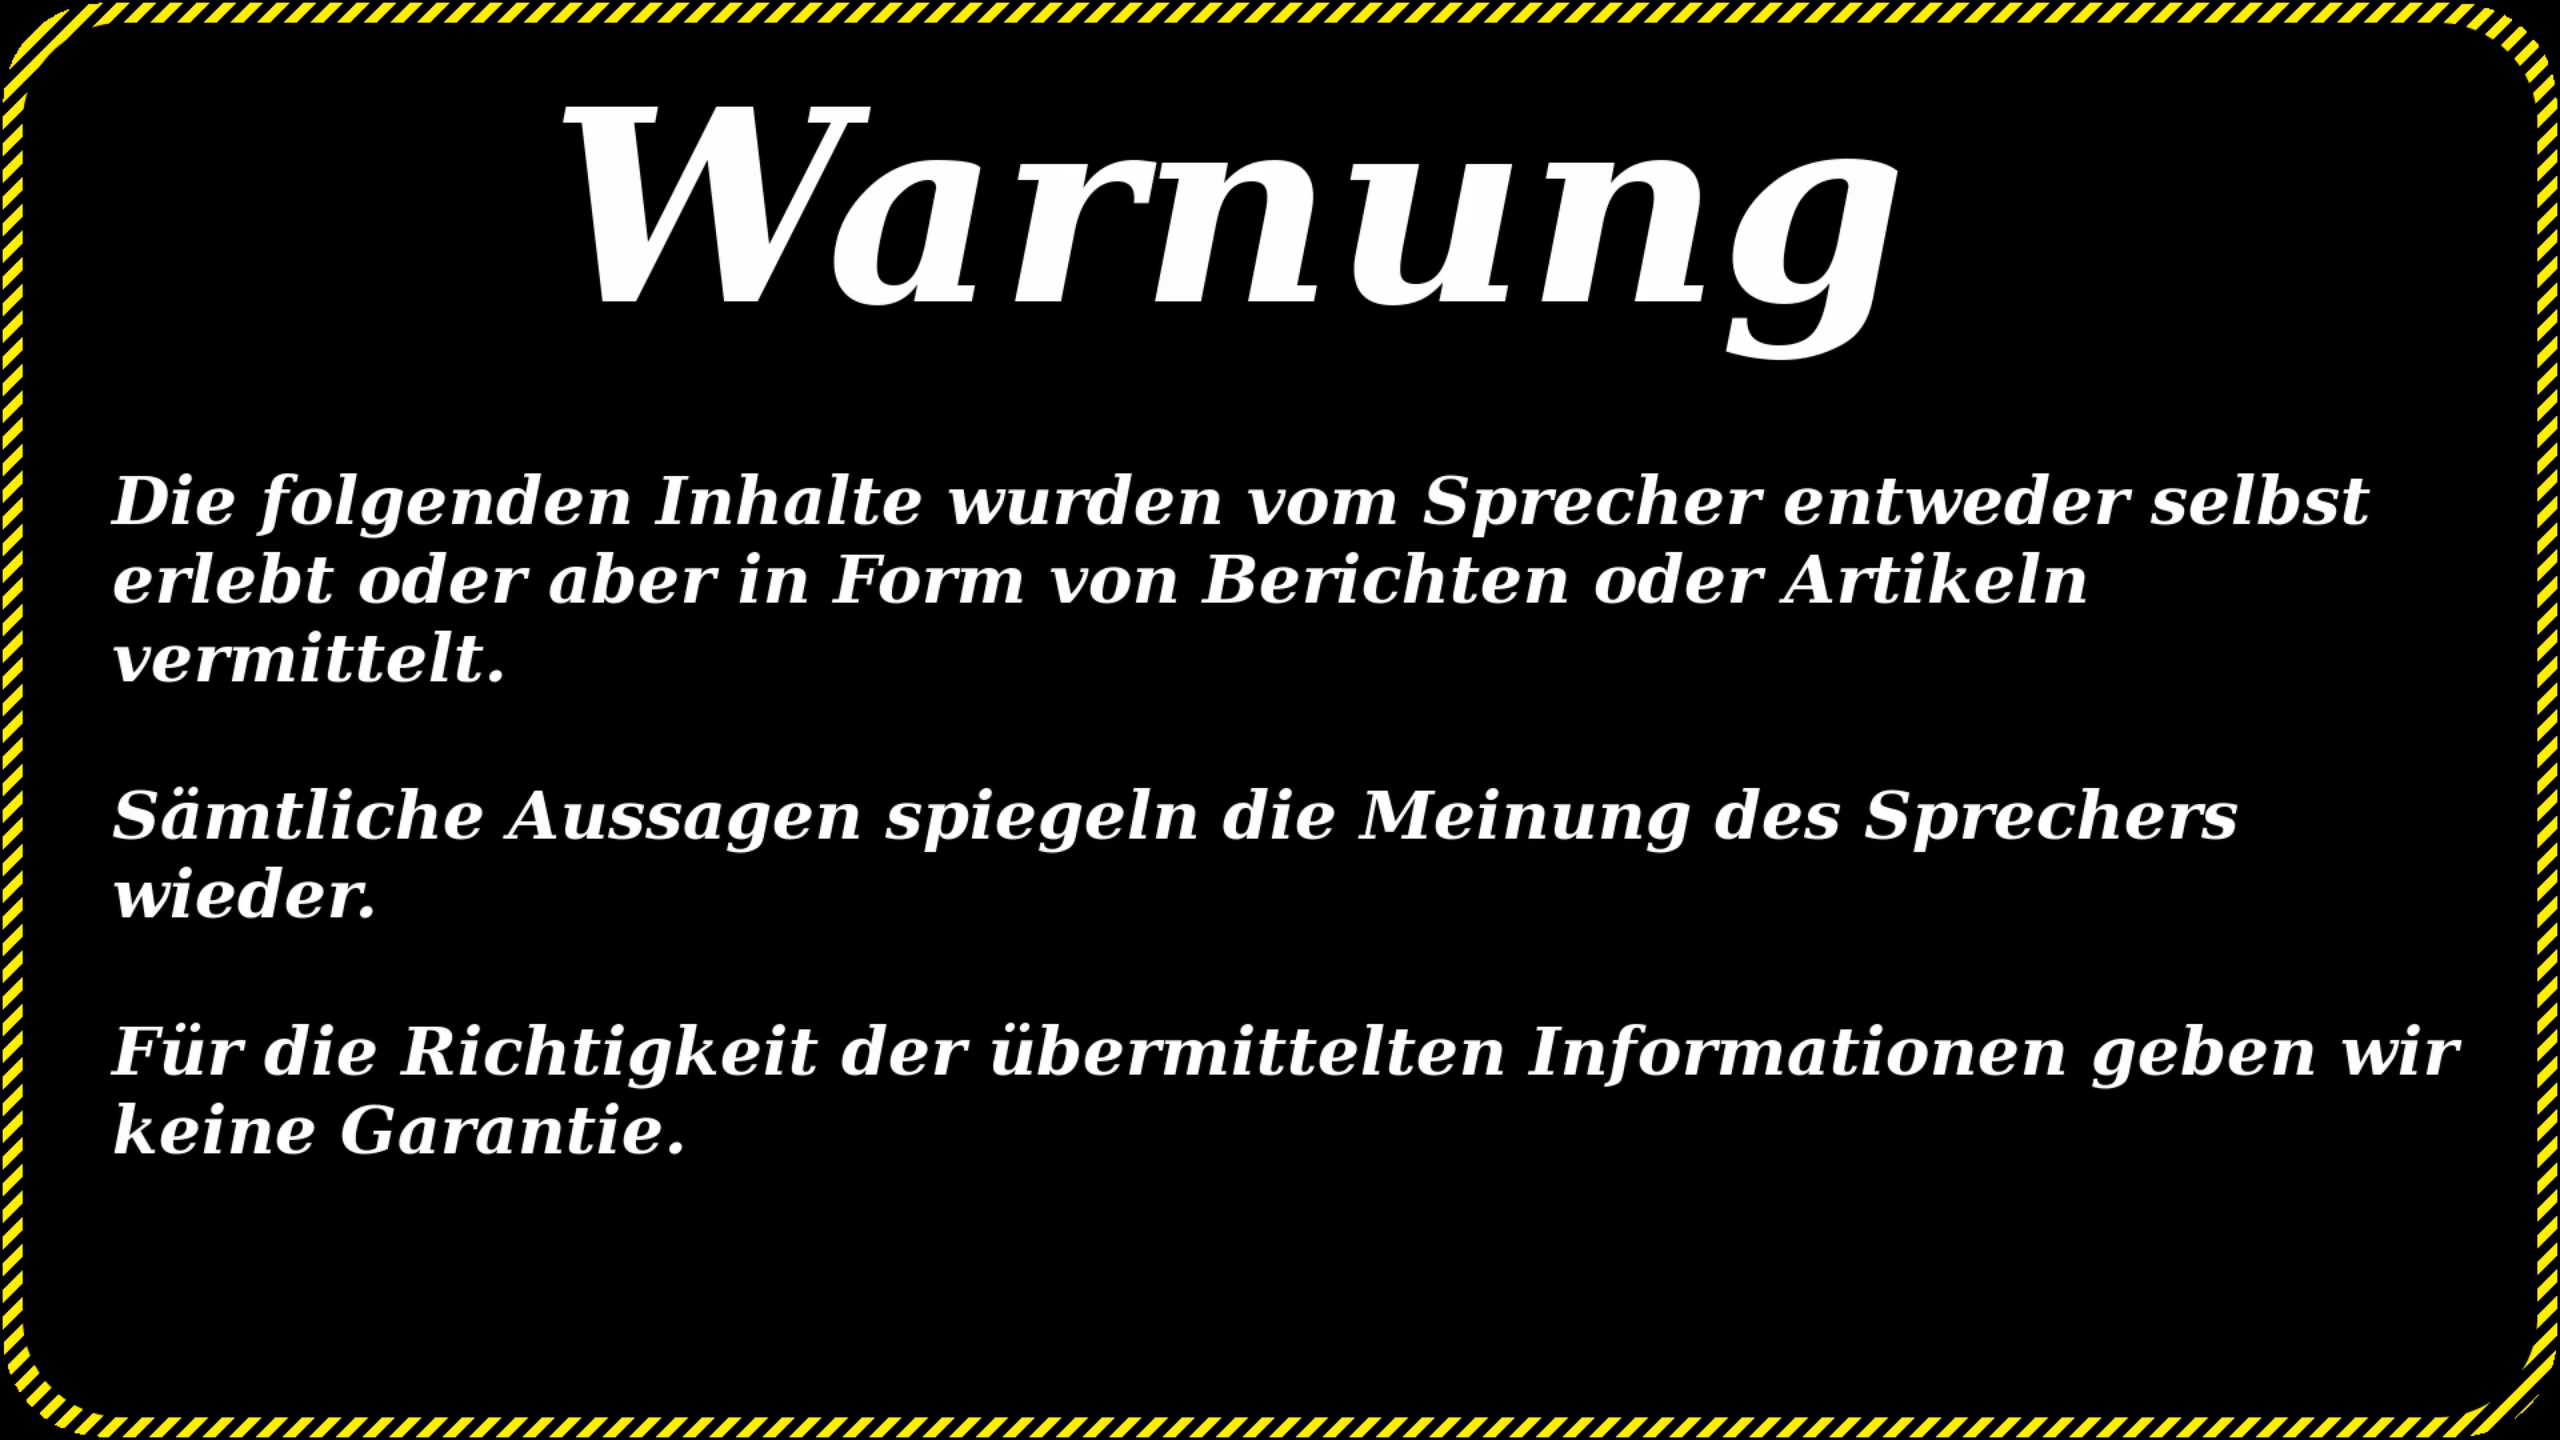 Warnung
Die folgenden Inhalte wurden vom Sprecher entweder selbst
erlebt oder aber in Form von Berichten oder Artikeln
vermittelt.
Sämtliche Aussagen spiegeln die Meinung des Sprechers
wieder.
Für die Richtigkeit der übermittelten Informationen geben wir
keine Garantie.